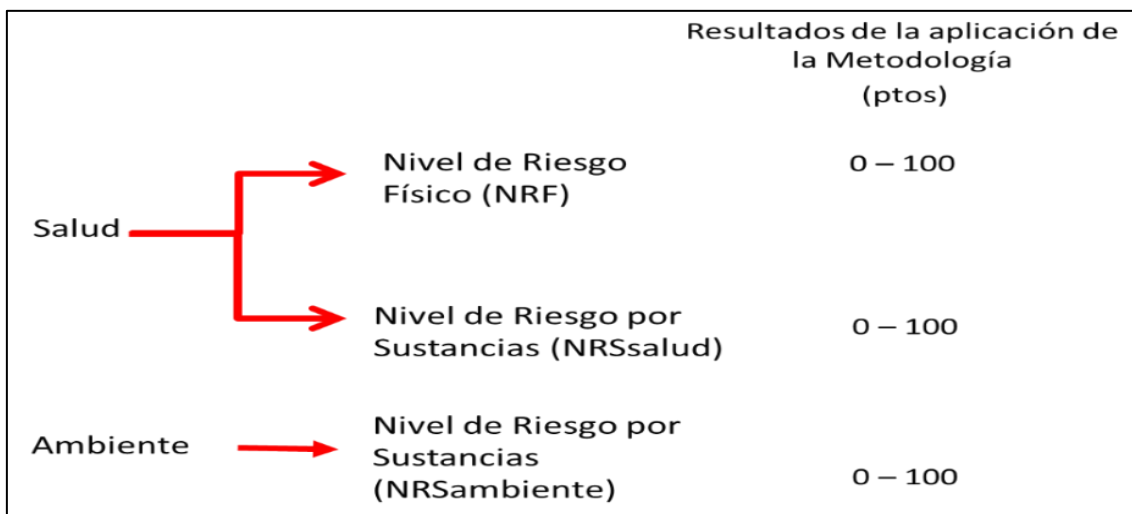 Resultados de la aplicación de
la Metodología
(ptos)
Nivel de Riesgo
Físico (NRF)
0 – 100
Salud
Nivel de Riesgo por
Sustancias (NRSsalud)
0 – 100
Ambiente
Nivel de Riesgo por
Sustancias
(NRSambiente)
0 – 100